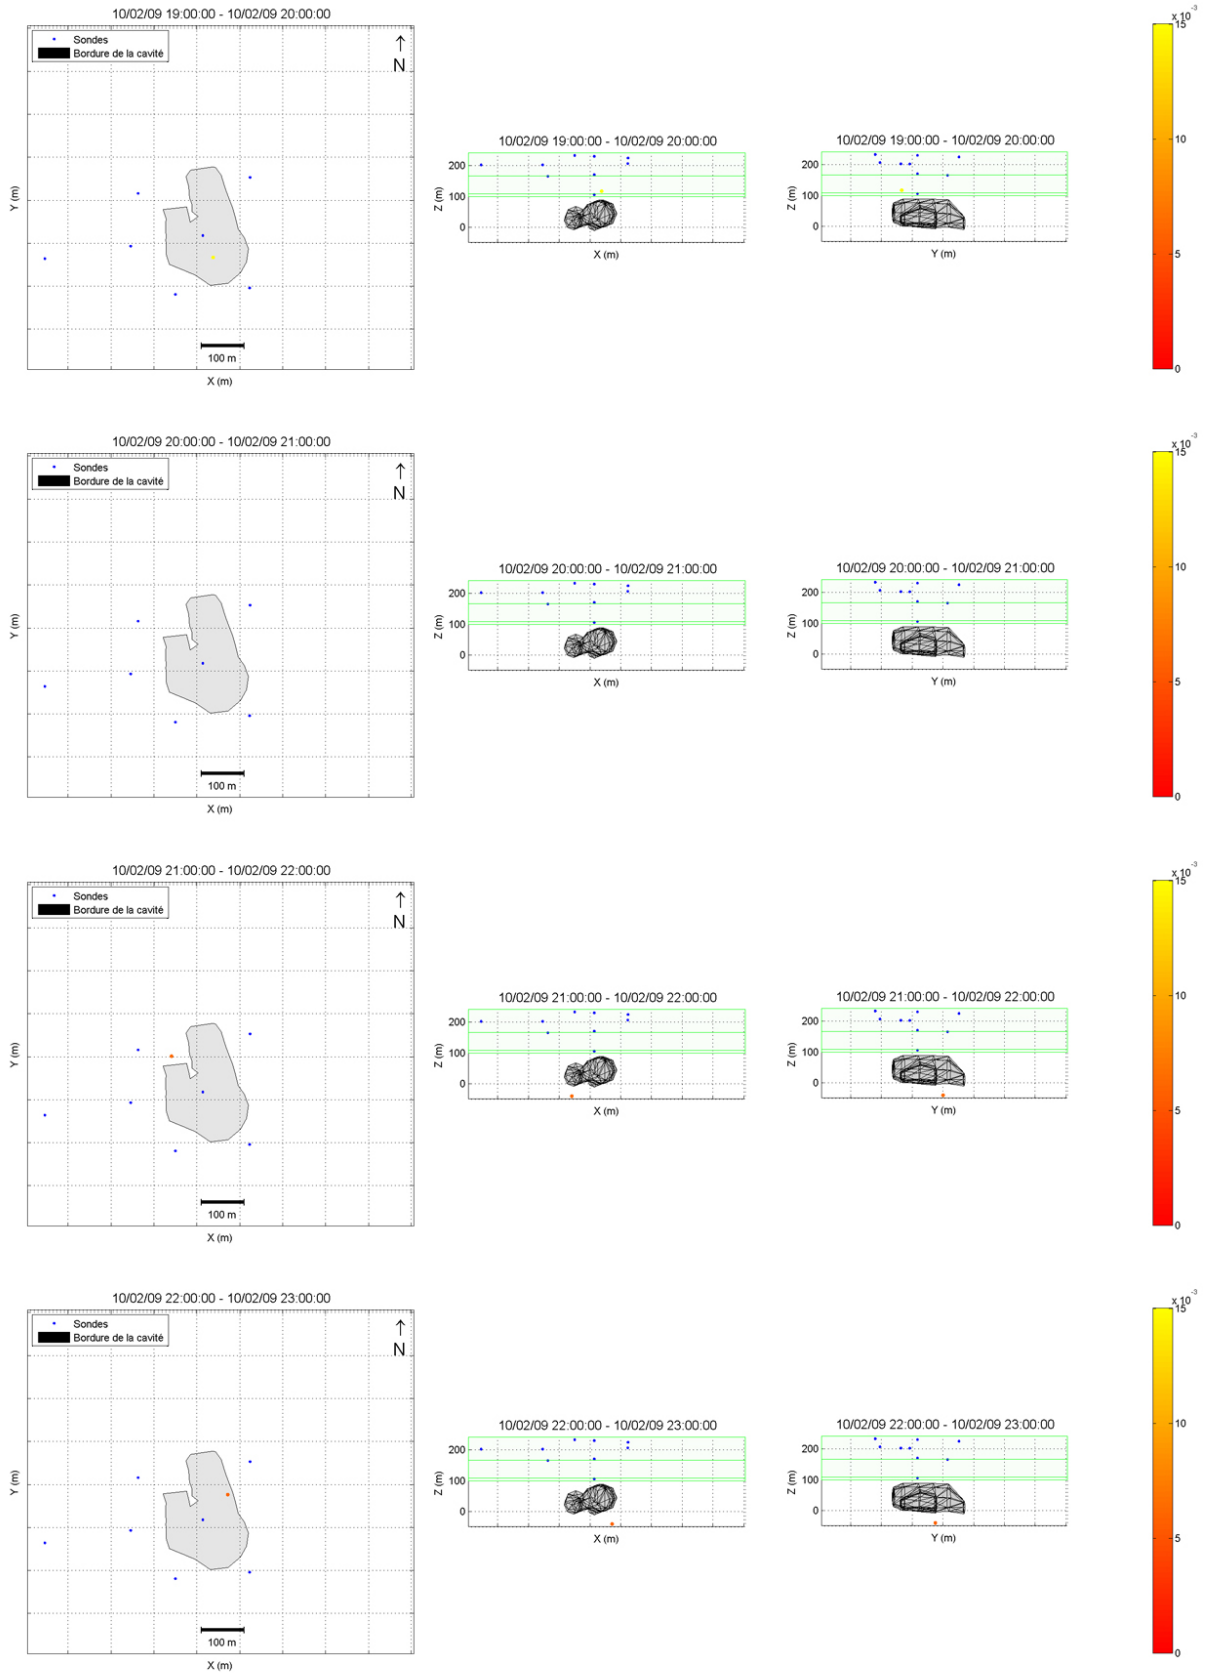 10/02/09 19:00:00 - 10/02/09 20:00:00
Sondes
Bordure de la cavité
N
Y (m)
100 m
X (m)
10/02/09 19:00:00 - 10/02/09 20:00:00
200
100
0
Z (m)
X (m)
10/02/09 19:00:00 - 10/02/09 20:00:00
200
100
0
Z (m)
Y (m)
x 10-3
15
10
5
0
10/02/09 20:00:00 - 10/02/09 21:00:00
Sondes
Bordure de la cavité
N
Y (m)
100 m
X (m)
10/02/09 20:00:00 - 10/02/09 21:00:00
200
100
0
Z (m)
X (m)
10/02/09 20:00:00 - 10/02/09 21:00:00
200
100
0
Z (m)
Y (m)
x 10-3
15
10
5
0
10/02/09 21:00:00 - 10/02/09 22:00:00
Sondes
Bordure de la cavité
N
Y (m)
100 m
X (m)
10/02/09 21:00:00 - 10/02/09 22:00:00
200
100
0
Z (m)
X (m)
10/02/09 21:00:00 - 10/02/09 22:00:00
200
100
0
Z (m)
Y (m)
x 10-3
15
10
5
0
10/02/09 22:00:00 - 10/02/09 23:00:00
Sondes
Bordure de la cavité
N
Y (m)
100 m
X (m)
10/02/09 22:00:00 - 10/02/09 23:00:00
200
100
0
Z (m)
X (m)
10/02/09 22:00:00 - 10/02/09 23:00:00
200
100
0
Z (m)
Y (m)
x 10-3
15
10
5
0